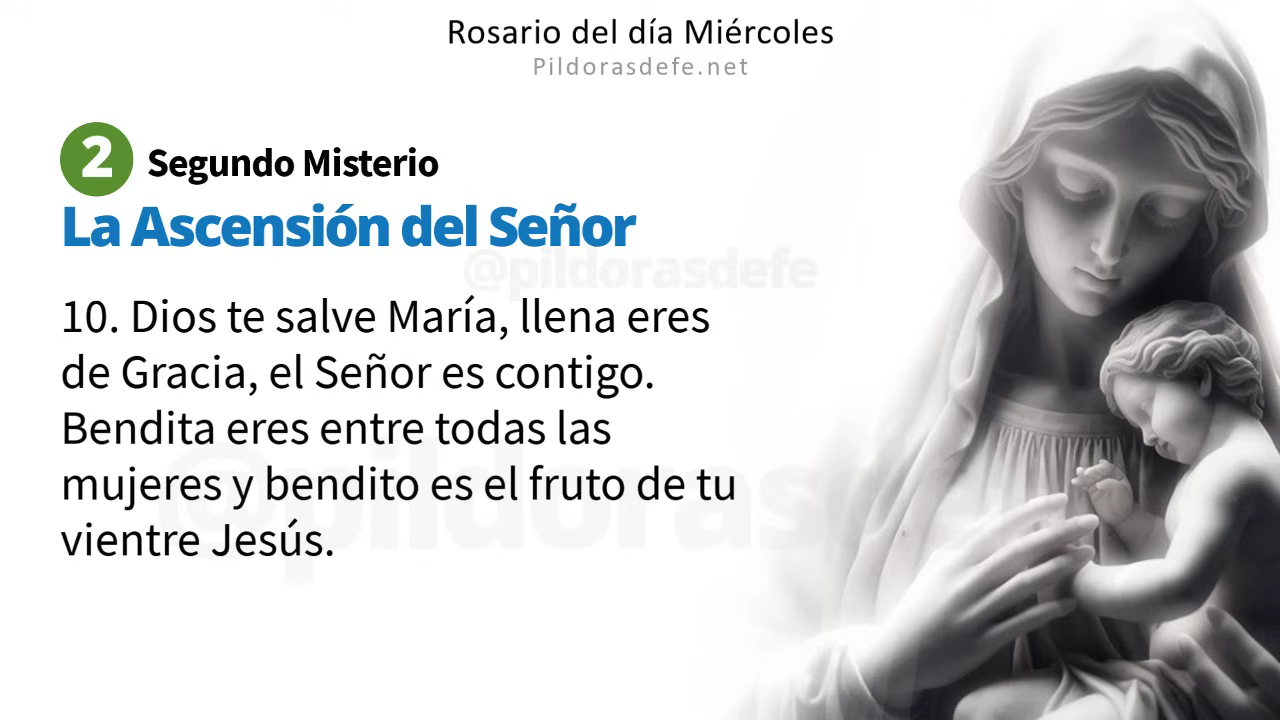 Rosario del día Miércoles
Pildorasdefe.net
2 Segundo Misterio
La Ascensión del Señor
@pildorasdefe
10. Dios te salve María, llena eres
de Gracia, el Señor es contigo.
Bendita eres entre todas las
mujeres y bendito es el fruto de tu
vientre Jesús.
@pildorasdefe